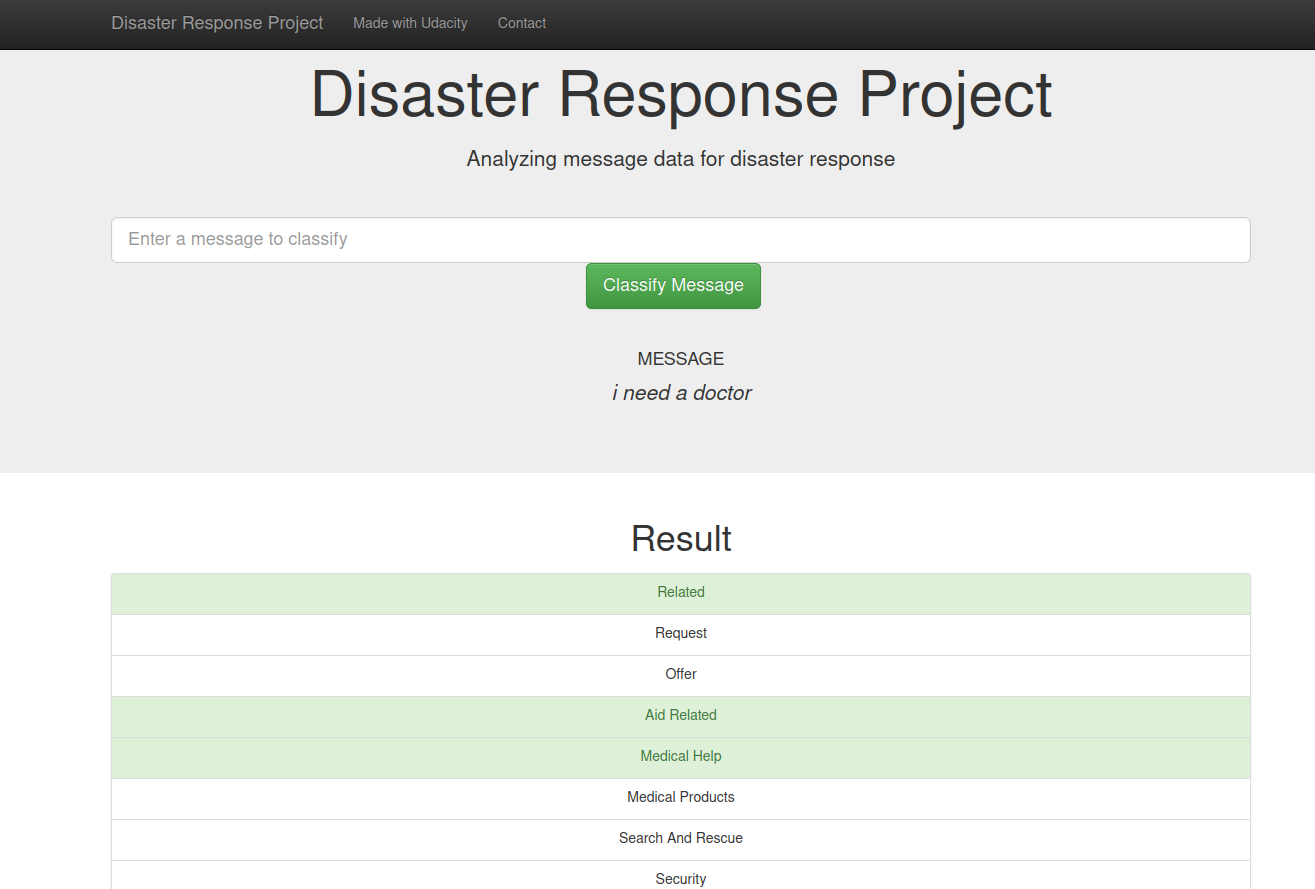 Disaster Response Project Made with Udacity Contact
Disaster Response Project
Analyzing message data for disaster response
Enter a message to classify
Classify Message
MESSAGE
i need a doctor
Result
Related
Request
Offer
Aid Related
Medical Help
Medical Products
Search And Rescue
Security